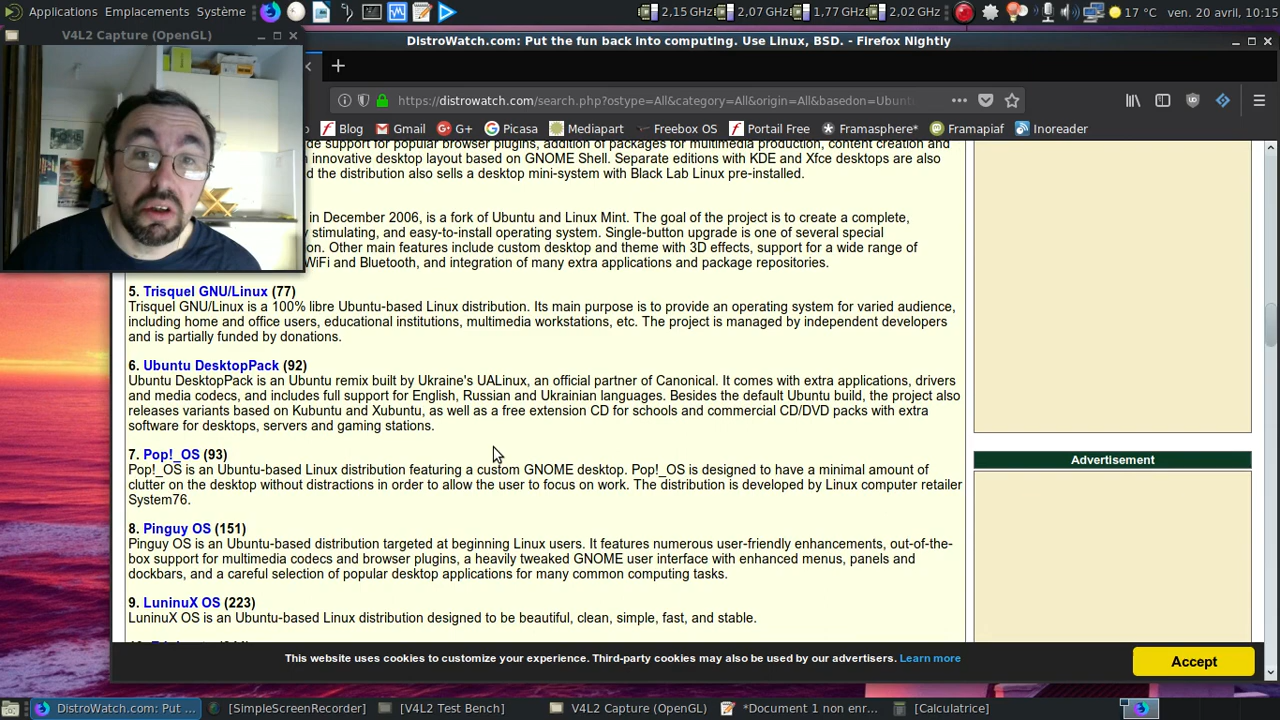 Applications Emplacements Système 2,15 GHz 2,07 GHz 1,77 GHz 2,02 GHz 17 °C ven. 20 avril, 10:15
V4L2 Capture (OpenGL)
DistroWatch.com: Put the fun back into computing. Use Linux, BSD. - Firefox Nightly
https://distrowatch.com/search.php?ostype=All&category=All&origin=All&basedon=Ubunt
Blog Gmail G+ Picasa Mediapart Freebox OS Portail Free Framasphere* Framapiaf Inoreader
de support for popular browser plugins, addition of packages for multimedia production, content creation and
innovative desktop layout based on GNOME Shell. Separate editions with KDE and Xfce desktops are also
d the distribution also sells a desktop mini-system with Black Lab Linux pre-installed.
in December 2006, is a fork of Ubuntu and Linux Mint. The goal of the project is to create a complete,
y stimulating, and easy-to-install operating system. Single-button upgrade is one of several special
on. Other main features include custom desktop and theme with 3D effects, support for a wide range of
WiFi and Bluetooth, and integration of many extra applications and package repositories.
5. Trisquel GNU/Linux (77)
Trisquel GNU/Linux is a 100% libre Ubuntu-based Linux distribution. Its main purpose is to provide an operating system for varied audience,
including home and office users, educational institutions, multimedia workstations, etc. The project is managed by independent developers
and is partially funded by donations.
6. Ubuntu DesktopPack (92)
Ubuntu DesktopPack is an Ubuntu remix built by Ukraine's UALinux, an official partner of Canonical. It comes with extra applications, drivers
and media codecs, and includes full support for English, Russian and Ukrainian languages. Besides the default Ubuntu build, the project also
releases variants based on Kubuntu and Xubuntu, as well as a free extension CD for schools and commercial CD/DVD packs with extra
software for desktops, servers and gaming stations.
7. Pop!_OS (93)
Pop!_OS is an Ubuntu-based Linux distribution featuring a custom GNOME desktop. Pop!_OS is designed to have a minimal amount of
clutter on the desktop without distractions in order to allow the user to focus on work. The distribution is developed by Linux computer retailer
System76.
Advertisement
8. Pinguy OS (151)
Pinguy OS is an Ubuntu-based distribution targeted at beginning Linux users. It features numerous user-friendly enhancements, out-of-the-
box support for multimedia codecs and browser plugins, a heavily tweaked GNOME user interface with enhanced menus, panels and
dockbars, and a careful selection of popular desktop applications for many common computing tasks.
9. LuninuX OS (223)
LuninuX OS is an Ubuntu-based Linux distribution designed to be beautiful, clean, simple, fast, and stable.
This website uses cookies to customize your experience. Third-party cookies may also be used by our advertisers. Learn more
Accept
DistroWatch.com: Put ... [SimpleScreenRecorder] [V4L2 Test Bench] V4L2 Capture (OpenGL) *Document 1 non enr... [Calculatrice]